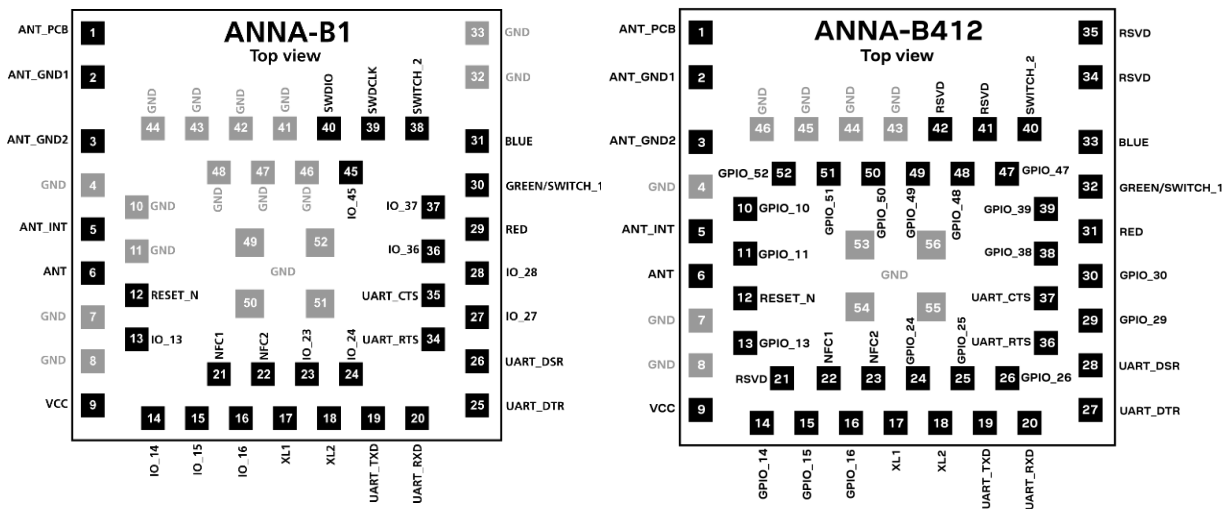 ANNA-B1
Top view
ANT_PCB
1
33
GND
ANT_GND1
2
32
GND
GND
GND
GND
GND
SWDIO
SWDCLK
SWITCH_2
44
43
42
41
40
39
38
ANT_GND2
3
31
BLUE
48
47
46
45
GND
GND
GND
IO_45
GND
4
30
GREEN/SWITCH_1
10
GND
IO_37
37
ANT_INT
5
29
RED
11
GND
49
52
IO_36
36
ANT
6
GND
28
IO_28
12
RESET_N
50
51
UART_CTS
35
GND
7
27
IO_27
13
IO_13
NFC1
NFC2
IO_23
IO_24
UART_RTS
34
GND
8
26
UART_DSR
21
22
23
24
VCC
9
25
UART_DTR
14
15
16
17
18
19
20
IO_14
IO_15
IO_16
XL1
XL2
UART_TXD
UART_RXD
ANNA-B412
Top view
ANT_PCB
1
35
RSVD
ANT_GND1
2
34
RSVD
GND
GND
GND
GND
RSVD
RSVD
SWITCH_2
46
45
44
43
42
41
40
ANT_GND2
3
33
BLUE
GPIO_52
52
51
50
49
48
47
GPIO_47
GPIO_51
GPIO_50
GPIO_49
GPIO_48
GND
4
32
GREEN/SWITCH_1
10
GPIO_10
GPIO_39
39
ANT_INT
5
31
RED
11
GPIO_11
53
56
GPIO_38
38
ANT
6
GND
30
GPIO_30
12
RESET_N
54
55
UART_CTS
37
GND
7
29
GPIO_29
13
GPIO_13
NFC1
NFC2
GPIO_24
GPIO_25
UART_RTS
36
GND
8
28
UART_DSR
RSVD
21
22
23
24
25
26
GPIO_26
VCC
9
27
UART_DTR
14
15
16
17
18
19
20
GPIO_14
GPIO_15
GPIO_16
XL1
XL2
UART_TXD
UART_RXD